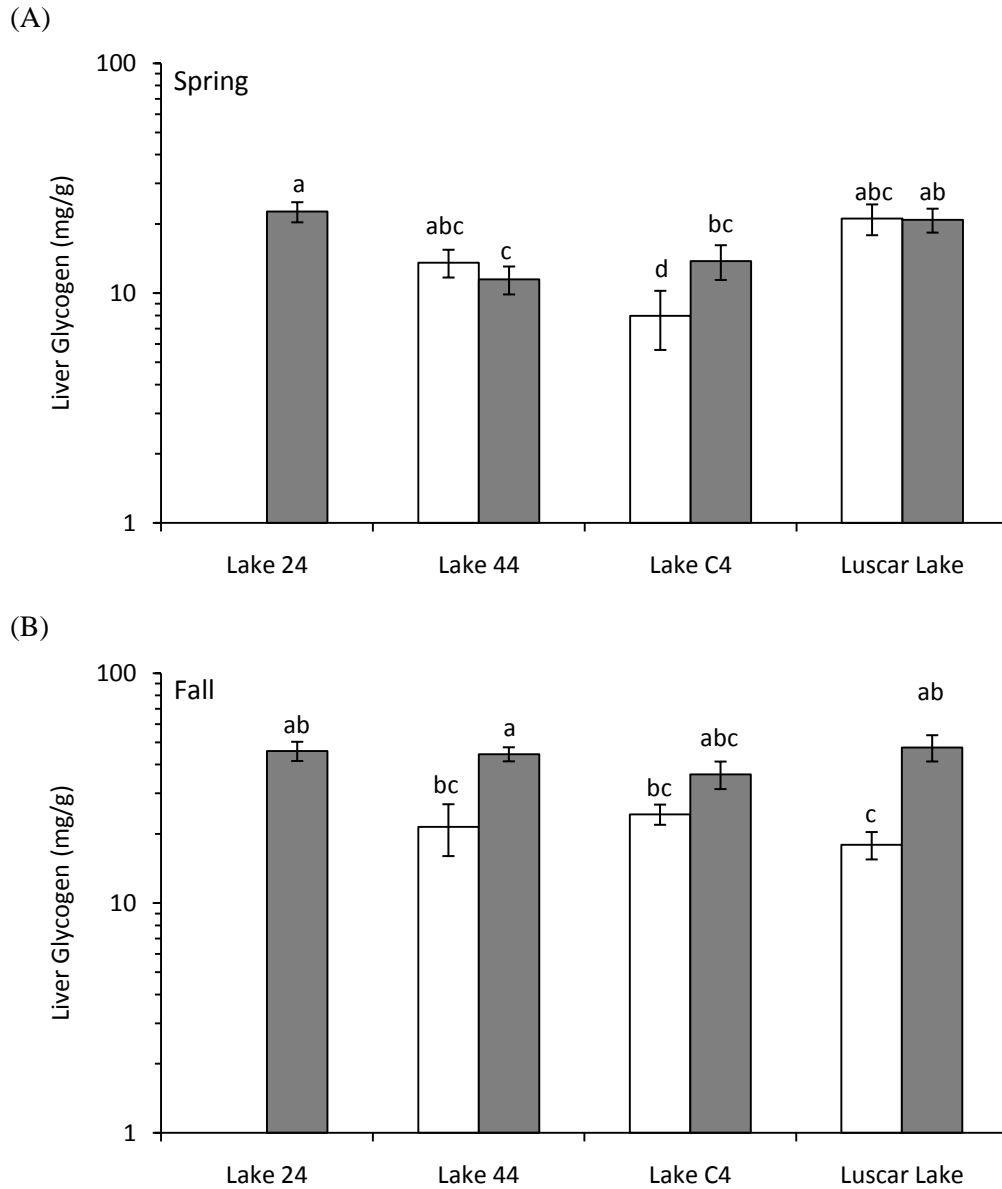 (A)
100
Spring
a
abc
c
d
bc
abc
ab
10
1
Liver Glycogen (mg/g)
Lake 24
Lake 44
Lake C4
Luscar Lake
(B)
100
Fall
ab
bc
a
bc
abc
c
ab
10
1
Liver Glycogen (mg/g)
Lake 24
Lake 44
Lake C4
Luscar Lake